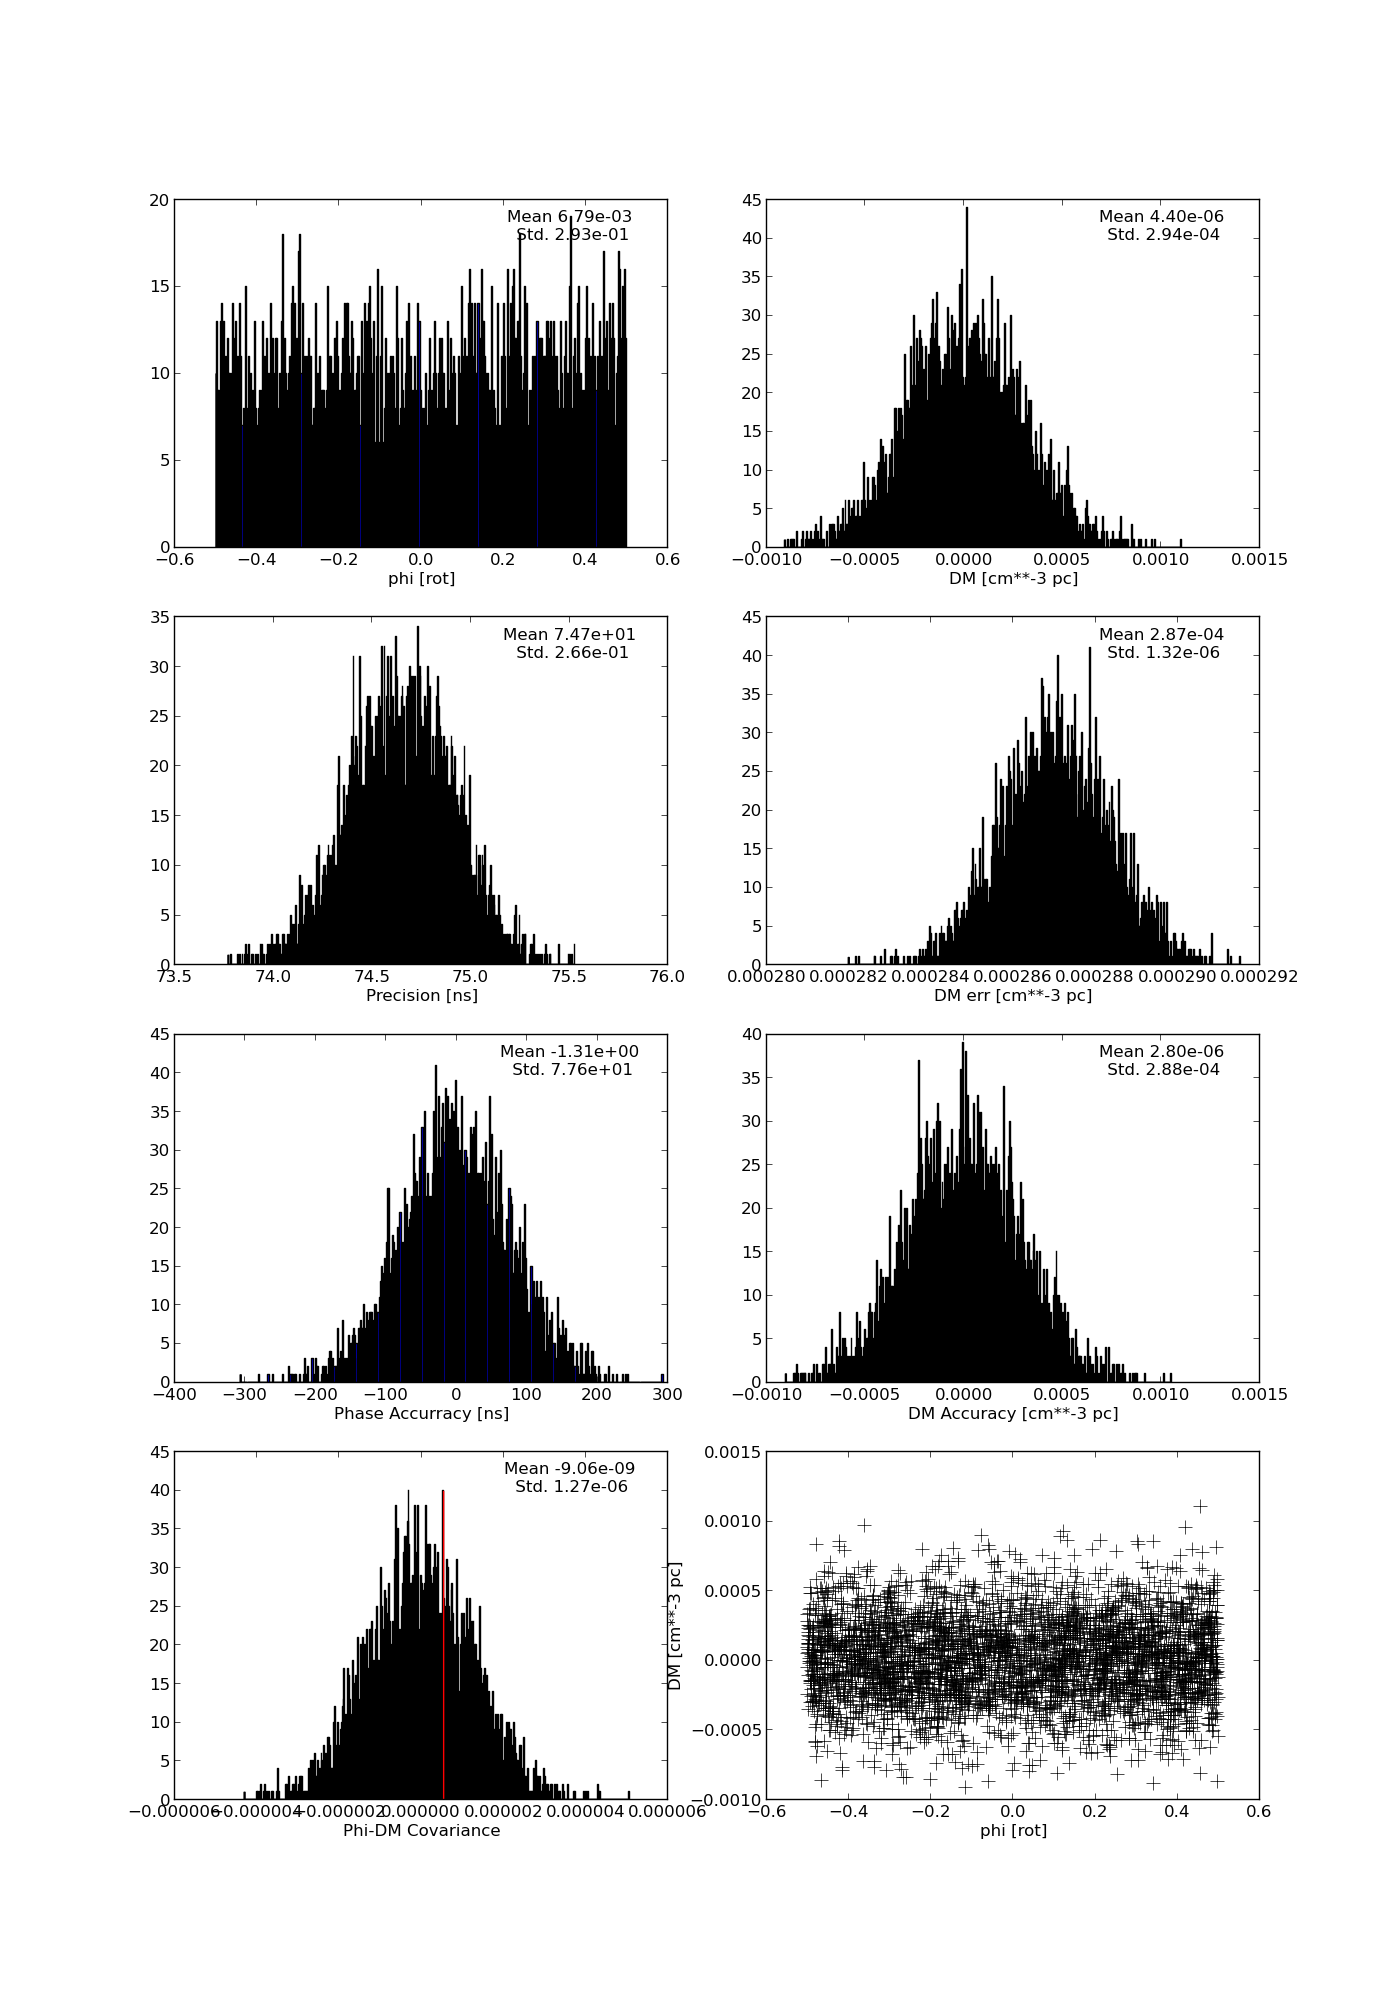 20
15
10
5
0
Mean 6.79e-03
Std. 2.93e-01
−0.6 −0.4 −0.2 0.0 0.2 0.4 0.6
phi [rot]
45
40
35
30
25
20
15
10
5
0
Mean 4.40e-06
Std. 2.94e-04
−0.0010 −0.0005 0.0000 0.0005 0.0010 0.0015
DM [cm**-3 pc]
35
30
25
20
15
10
5
0
Mean 7.47e+01
Std. 2.66e-01
73.5 74.0 74.5 75.0 75.5 76.0
Precision [ns]
45
40
35
30
25
20
15
10
5
0
Mean 2.87e-04
Std. 1.32e-06
0.000280 0.000282 0.000284 0.000286 0.000288 0.000290 0.000292
DM err [cm**-3 pc]
45
40
35
30
25
20
15
10
5
0
Mean -1.31e+00
Std. 7.76e+01
−400 −300 −200 −100 0 100 200 300
Phase Accurracy [ns]
40
35
30
25
20
15
10
5
0
Mean 2.80e-06
Std. 2.88e-04
−0.0010 −0.0005 0.0000 0.0005 0.0010 0.0015
DM Accuracy [cm**-3 pc]
45
40
35
30
25
20
15
10
5
0
Mean -9.06e-09
Std. 1.27e-06
−0.000006 −0.000004 −0.000002 0.000000 0.000002 0.000004 0.000006
Phi-DM Covariance
DM [cm**-3 pc]
0.0015
0.0010
0.0005
0.0000
−0.0005
−0.0010
−0.6 −0.4 −0.2 0.0 0.2 0.4 0.6
phi [rot]